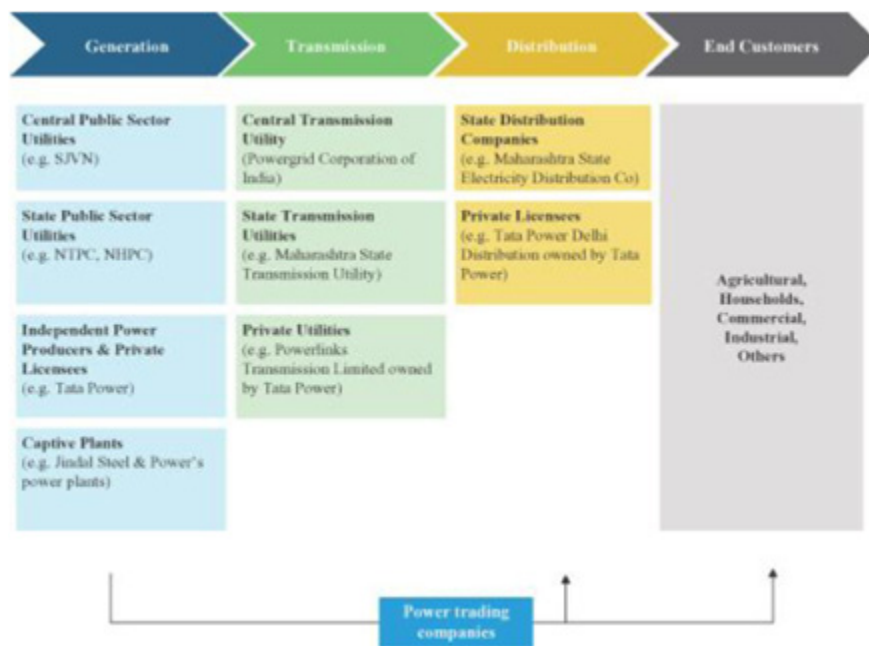 Generation
Transmission
Distribution
End Customers
Central Public Sector
Utilities
(e.g. SJVN)
State Public Sector
Utilities
(e.g. NTPC, NHPC)
Independent Power
Producers & Private
Licensees
(e.g. Tata Power)
Captive Plants
(e.g. Jindal Steel & Power's
power plants)
Central Transmission
Utility
(Powergrid Corporation of
India)
State Transmission
Utilities
(e.g. Maharashtra State
Transmission Utility)
Private Utilities
(e.g. Powerlinks
Transmission Limited owned
by Tata Power)
State Distribution
Companies
(e.g. Maharashtra State
Electricity Distribution Co)
Private Licensees
(e.g. Tata Power Delhi
Distribution owned by Tata
Power)
Agricultural,
Households,
Commercial,
Industrial,
Others
Power trading
companies